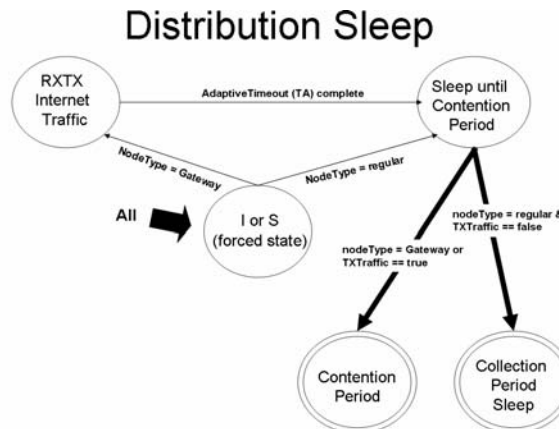 Distribution Sleep
RXTX
Internet
Traffic
AdaptiveTimeout (TA) complete
Sleep until
Contention
Period
NodeType = Gateway
NodeType = regular
All
I or S
(forced state)
nodeType = regular &
TXTraffic == false
nodeType = Gateway or
TXTraffic == true
Contention
Period
Collection
Period
Sleep